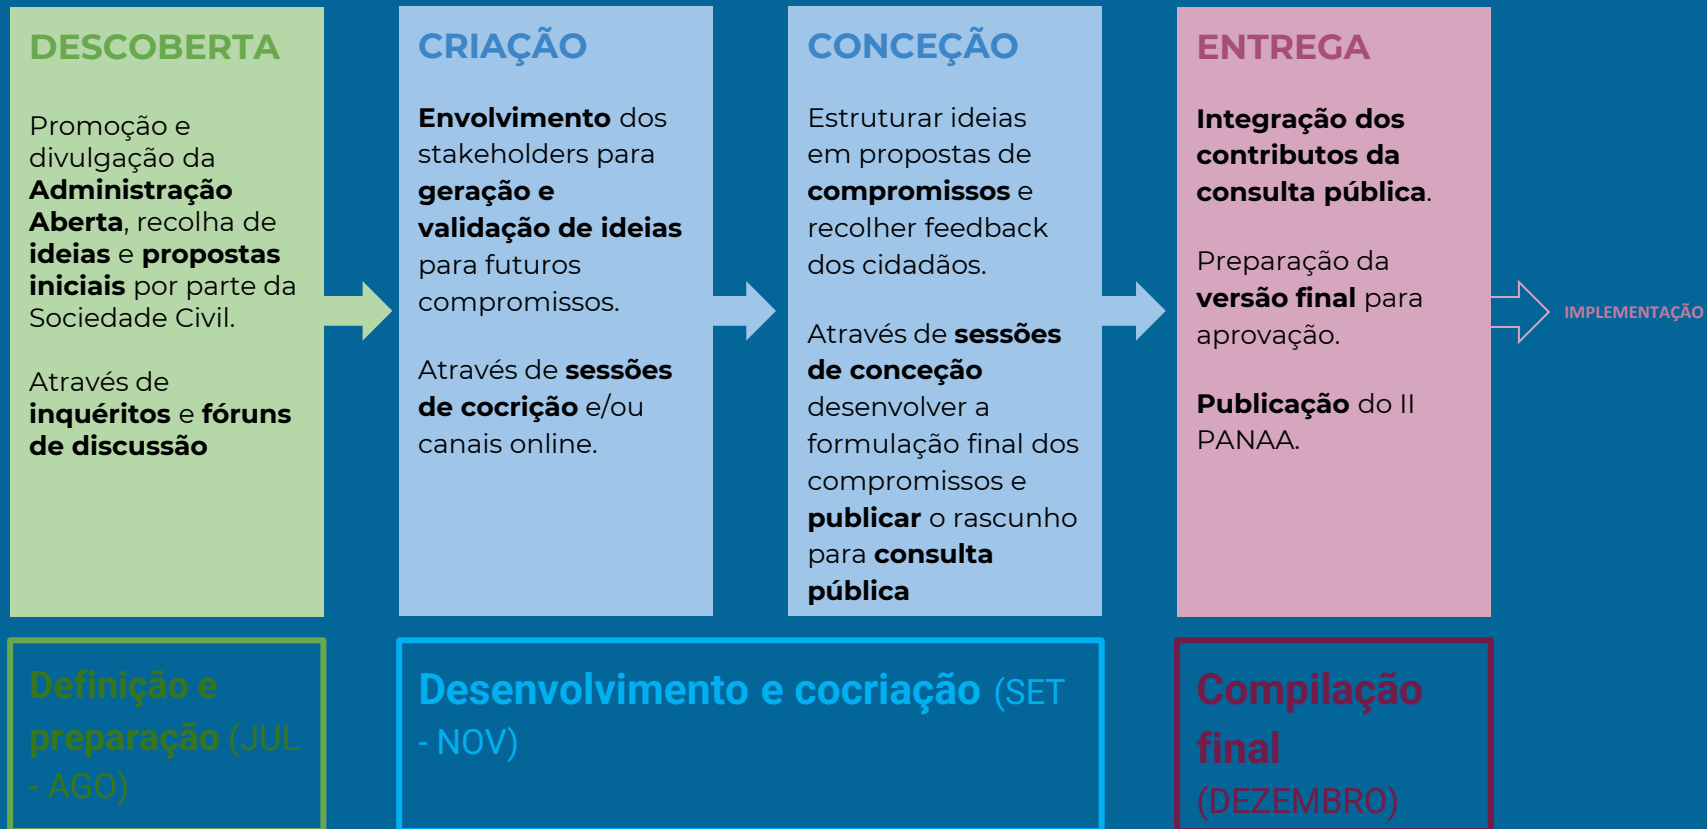 DESCOBERTA
Promoção e
divulgação da
Administração
Aberta, recolha de
ideias e propostas
iniciais por parte da
Sociedade Civil.
Através de
inquéritos e fóruns
de discussão
CRIAÇÃO
Envolvimento dos
stakeholders para
geração e
validação de ideias
para futuros
compromissos.
Através de sessões
de cocrição e/ou
canais online.
CONCEÇÃO
Estruturar ideias
em propostas de
compromissos e
recolher feedback
dos cidadãos.
Através de sessões
de conceção
desenvolver a
formulação final dos
compromissos e
publicar o rascunho
para consulta
pública
ENTREGA
Integração dos
contributos da
consulta pública.
Preparação da
versão final para
aprovação.
Publicação do II
PANAA.
IMPLEMENTAÇÃO
Definição e
preparação (JUL
- AGO)
Desenvolvimento e cocriação (SET
- NOV)
Compilação
final
(DEZEMBRO)